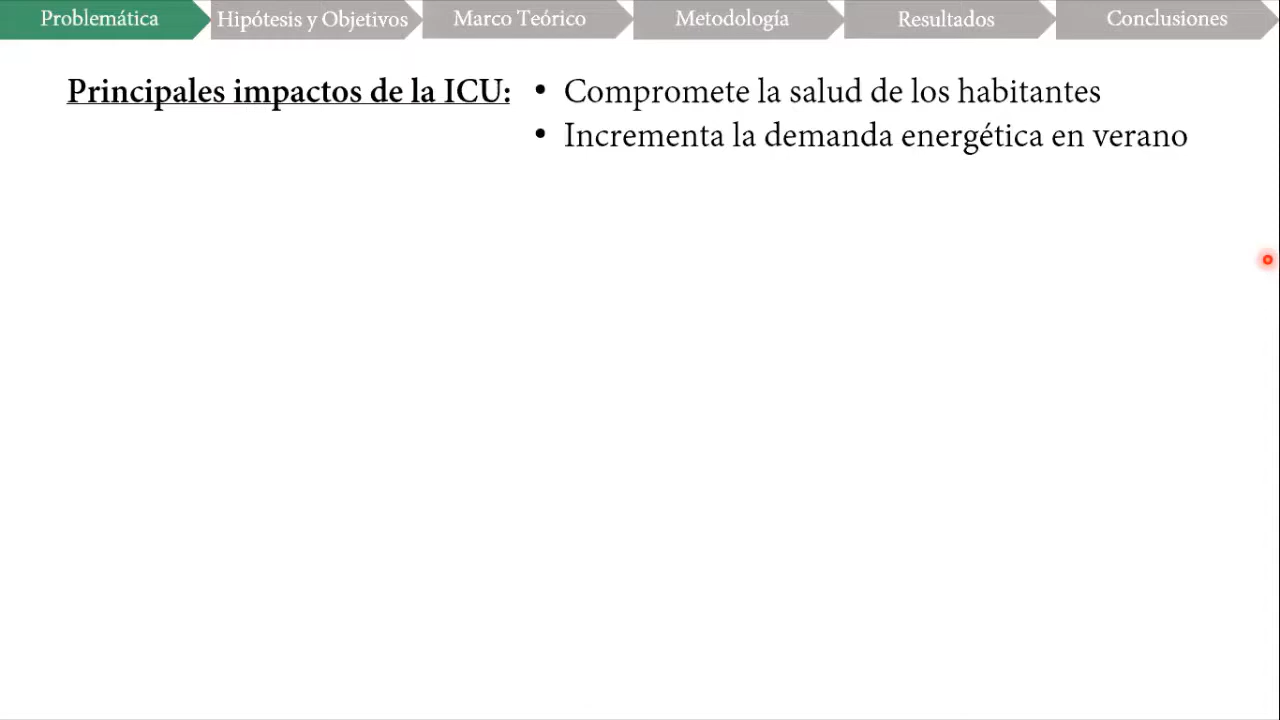 Problemática
Hipótesis y Objetivos
Marco Teórico
Metodología
Resultados
Conclusiones
Principales impactos de la ICU:
• Compromete la salud de los habitantes
• Incrementa la demanda energética en verano